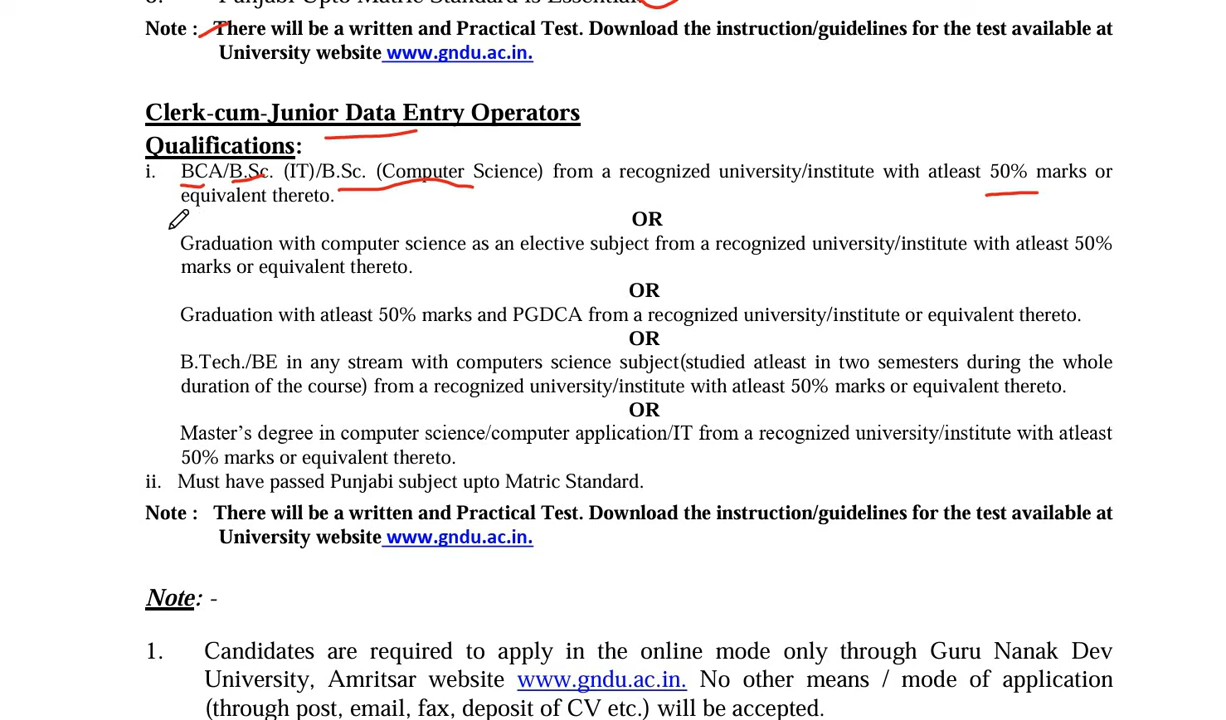 Note : There will be a written and Practical Test. Download the instruction/guidelines for the test available at
University website www.gndu.ac.in.
Clerk-cum-Junior Data Entry Operators
Qualifications:
i. BCA/B.Sc. (IT)/B.Sc. (Computer Science) from a recognized university/institute with atleast 50% marks or
equivalent thereto.
OR
Graduation with computer science as an elective subject from a recognized university/institute with atleast 50%
marks or equivalent thereto.
OR
Graduation with atleast 50% marks and PGDCA from a recognized university/institute or equivalent thereto.
OR
B.Tech./BE in any stream with computers science subject(studied atleast in two semesters during the whole
duration of the course) from a recognized university/institute with atleast 50% marks or equivalent thereto.
OR
Master's degree in computer science/computer application/IT from a recognized university/institute with atleast
50% marks or equivalent thereto.
ii. Must have passed Punjabi subject upto Matric Standard.
Note : There will be a written and Practical Test. Download the instruction/guidelines for the test available at
University website www.gndu.ac.in.
Note: -
1. Candidates are required to apply in the online mode only through Guru Nanak Dev
University, Amritsar website www.gndu.ac.in. No other means / mode of application
(through post, email, fax, deposit of CV etc.) will be accepted.